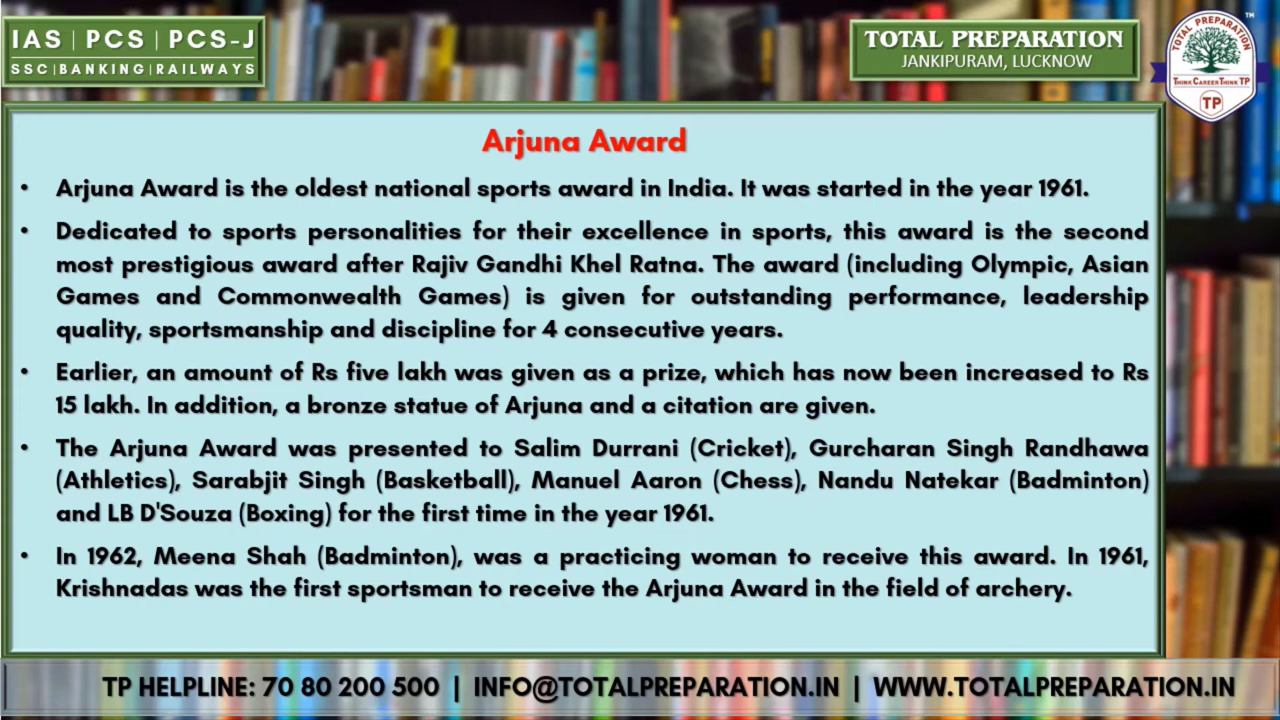 IAS | PCS | PCS-J
SSC|BANKING|RAILWAYS
TOTAL PREPARATION
JANKIPURAM, LUCKNOW
TOTAL PREPARATION
TM
THINK CAREER THINK TP
TP
Arjuna Award
• Arjuna Award is the oldest national sports award in India. It was started in the year 1961.
• Dedicated to sports personalities for their excellence in sports, this award is the second
most prestigious award after Rajiv Gandhi Khel Ratna. The award (including Olympic, Asian
Games and Commonwealth Games) is given for outstanding performance, leadership
quality, sportsmanship and discipline for 4 consecutive years.
• Earlier, an amount of Rs five lakh was given as a prize, which has now been increased to Rs
15 lakh. In addition, a bronze statue of Arjuna and a citation are given.
• The Arjuna Award was presented to Salim Durrani (Cricket), Gurcharan Singh Randhawa
(Athletics), Sarabjit Singh (Basketball), Manuel Aaron (Chess), Nandu Natekar (Badminton)
and LB D'Souza (Boxing) for the first time in the year 1961.
• In 1962, Meena Shah (Badminton), was a practicing woman to receive this award. In 1961,
Krishnadas was the first sportsman to receive the Arjuna Award in the field of archery.
TP HELPLINE: 70 80 200 500 | INFO@TOTALPREPARATION.IN | WWW.TOTALPREPARATION.IN